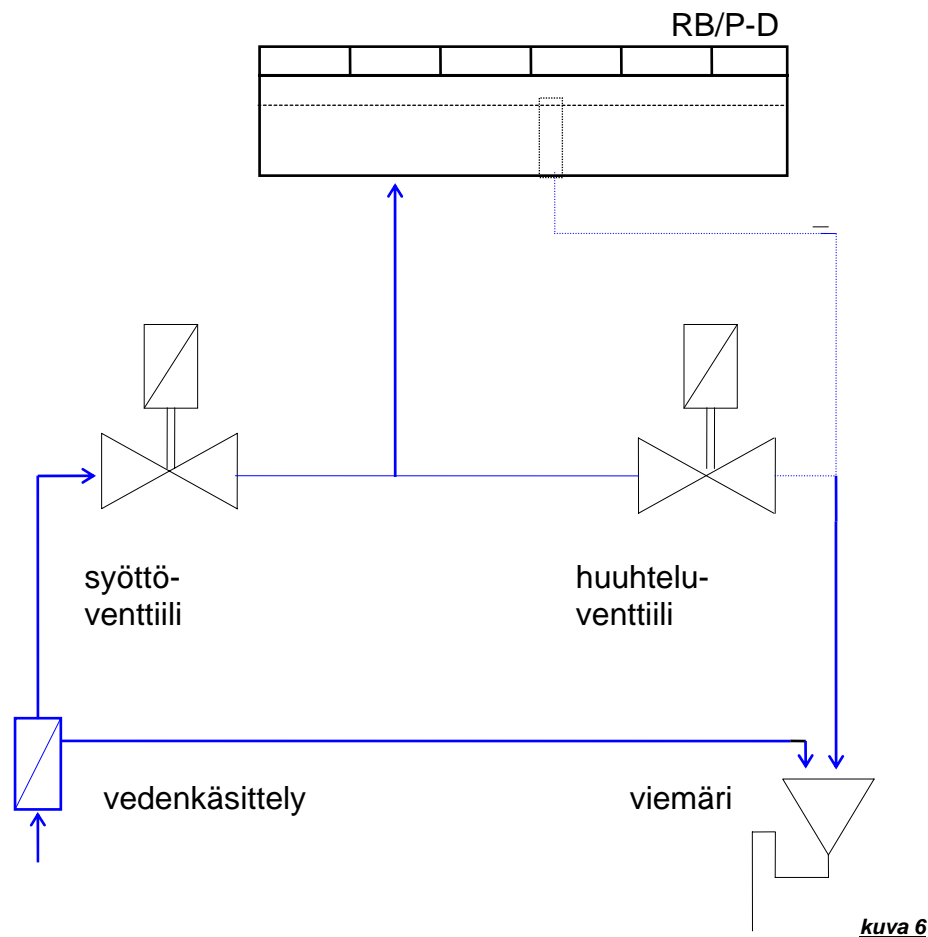 RB/P-D
syöttö-
venttiili
huuhtelu-
venttiili
vedenkäsittely
viemäri
kuva 6